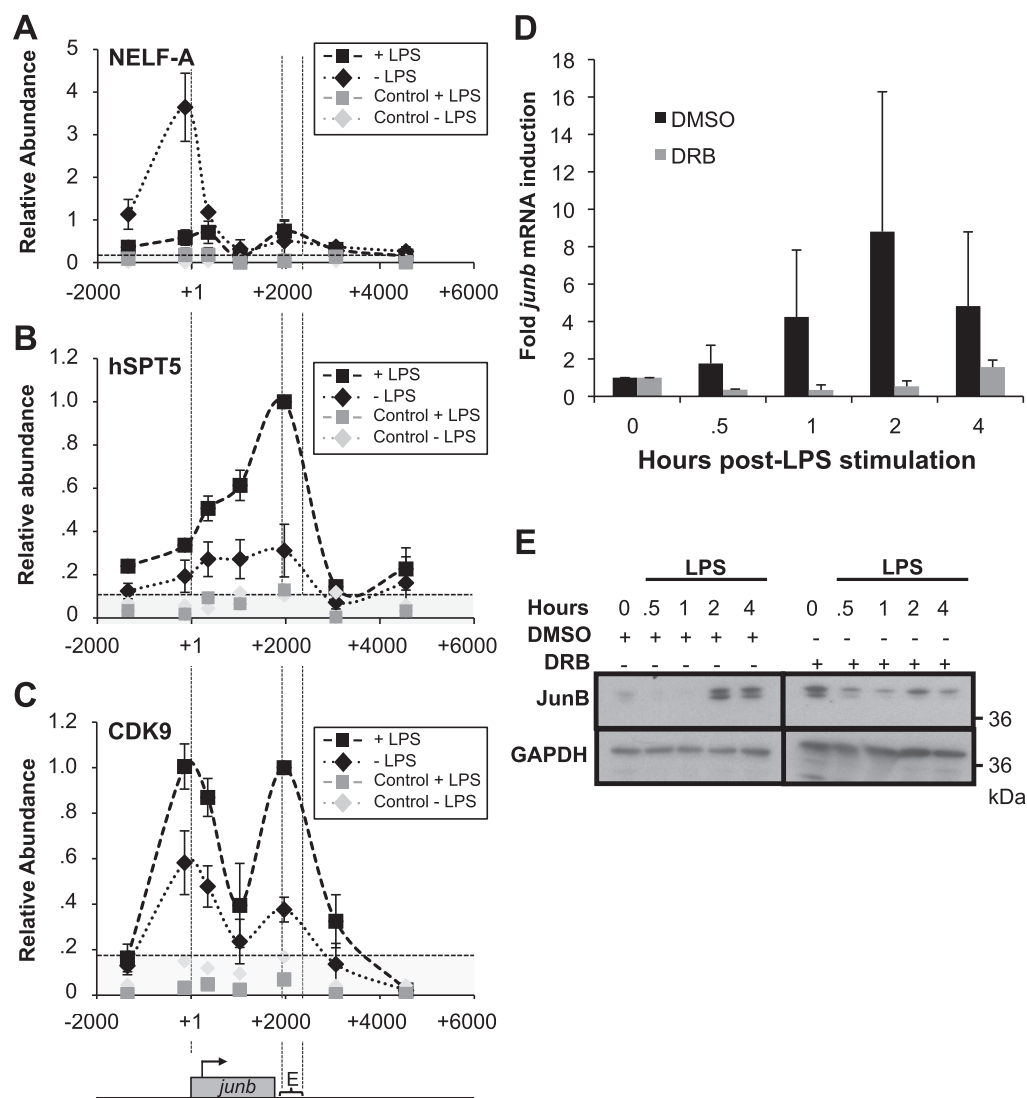 A
NELF-A
Relative Abundance
5
4
3
2
1
0
-2000 +1 +2000 +4000 +6000
+ LPS
- LPS
Control + LPS
Control - LPS
B
hSPT5
Relative abundance
1.2
1.0
.8
.6
.4
.2
0
-2000 +1 +2000 +4000 +6000
+ LPS
- LPS
Control + LPS
Control - LPS
C
CDK9
Relative Abundance
1.2
1.0
.8
.6
.4
.2
0
-2000 +1 +2000 +4000 +6000
+ LPS
- LPS
Control + LPS
Control - LPS
junb
E
D
Fold junb mRNA induction
18
16
14
12
10
8
6
4
2
0
DMSO
DRB
0 .5 1 2 4
Hours post-LPS stimulation
E
LPS LPS
Hours 0 .5 1 2 4 0 .5 1 2 4
DMSO + + + + + - - - - -
DRB - - - - - + + + + +
JunB
36
GAPDH
36
kDa